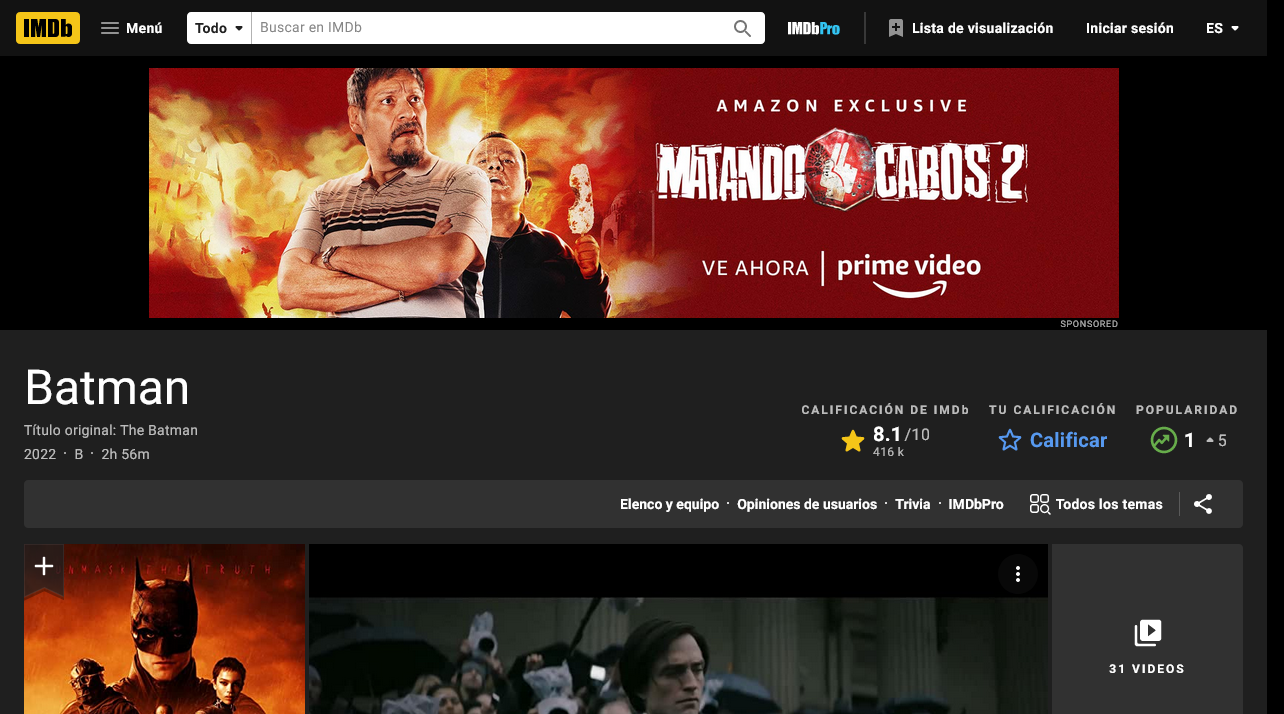 IMDb
Menú
Todo
Buscar en IMDb
IMDbPro
Lista de visualización
Iniciar sesión
ES
AMAZON EXCLUSIVE
MATANDO CABOS 2
VE AHORA | prime video
SPONSORED
Batman
Título original: The Batman
2022 · B · 2h 56m
CALIFICACIÓN DE IMDb
8.1/10
416 k
TU CALIFICACIÓN
Calificar
POPULARIDAD
1
5
Elenco y equipo · Opiniones de usuarios · Trivia · IMDbPro
Todos los temas
UNMASK THE TRUTH
31 VIDEOS